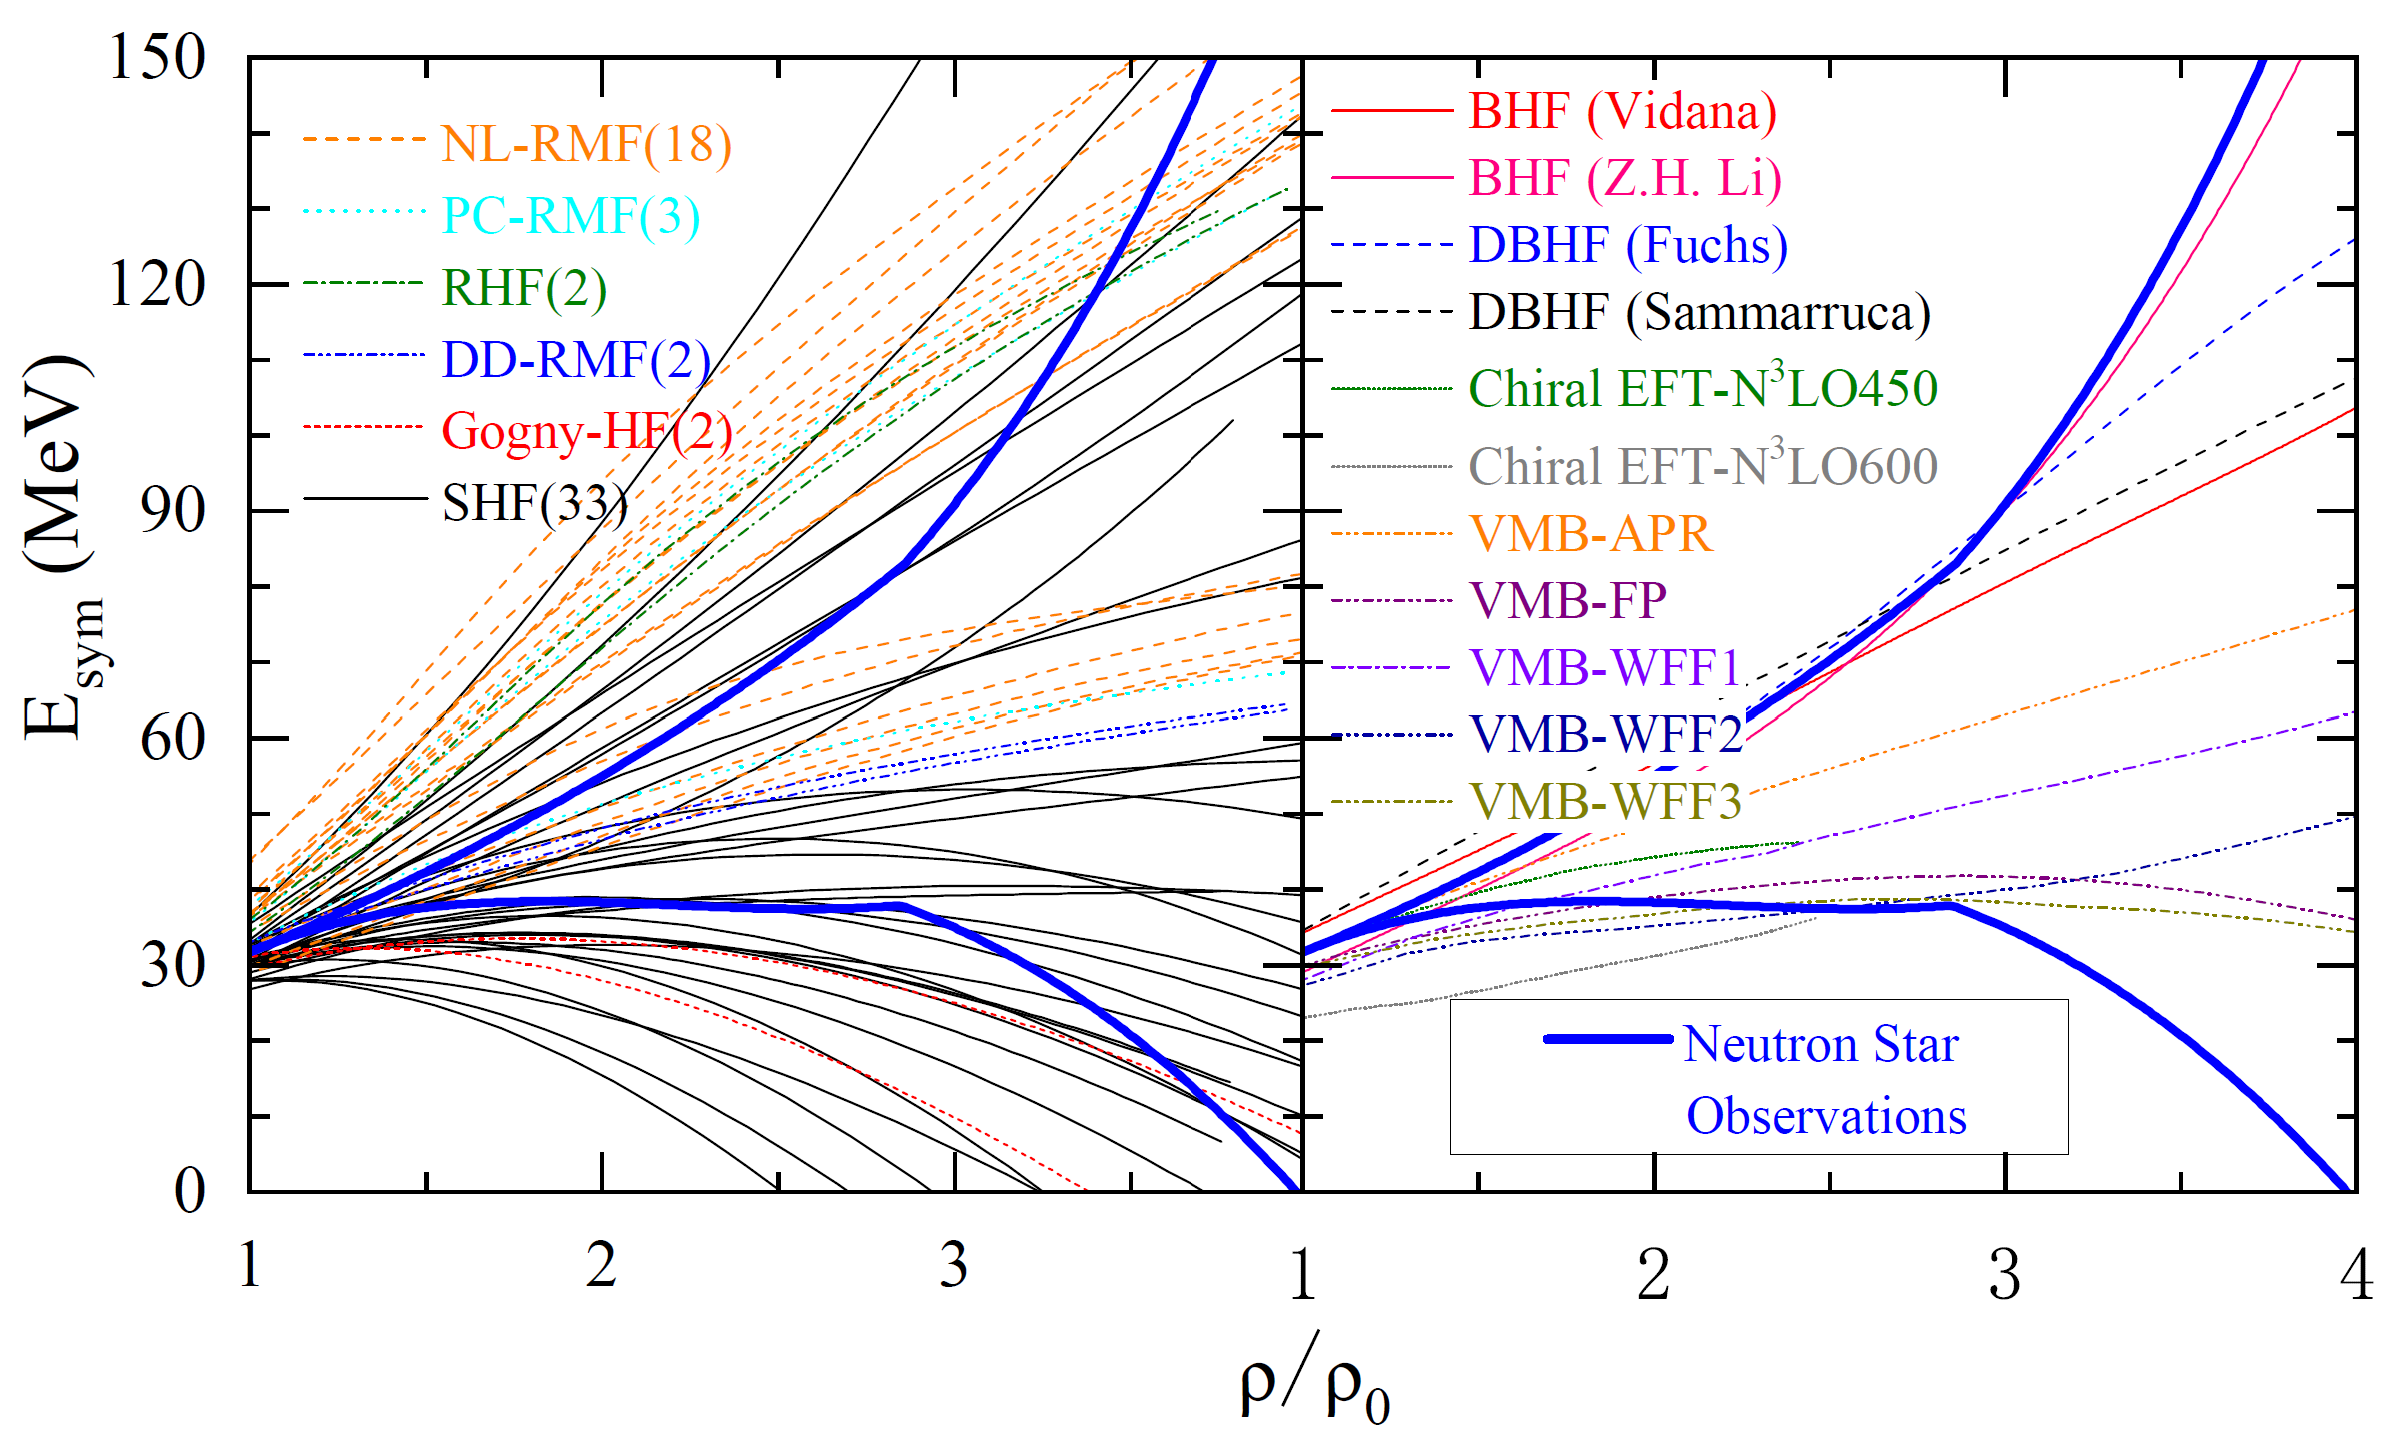 150
120
90
60
30
0
E_sym (MeV)
NL-RMF(18)
PC-RMF(3)
RHF(2)
DD-RMF(2)
Gogny-HF(2)
SHF(33)
BHF (Vidana)
BHF (Z.H. Li)
DBHF (Fuchs)
DBHF (Sammarruca)
Chiral EFT-N³LO450
Chiral EFT-N³LO600
VMB-APR
VMB-FP
VMB-WFF1
VMB-WFF2
VMB-WFF3
Neutron Star
Observations
1 2 3 1 2 3 4
ρ/ρ₀